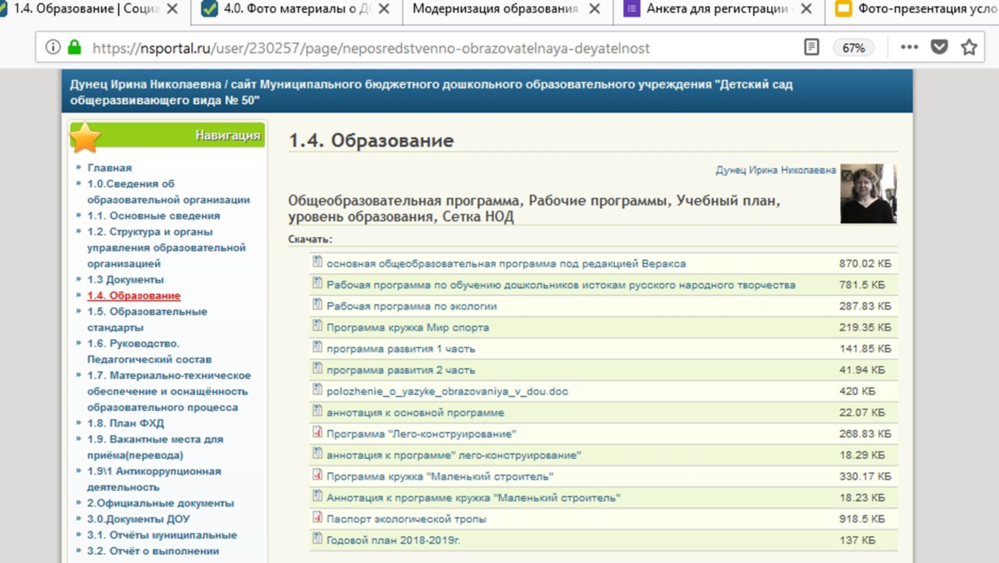 1.4. Образование | Социа
4.0. Фото материалы о Д
Модернизация образования
Анкета для регистрации
Фото-презентация усло
https://nsportal.ru/user/230257/page/neposredstvenno-obrazovatelnaya-deyatelnost
67%
Дунец Ирина Николаевна / сайт Муниципального бюджетного дошкольного образовательного учреждения "Детский сад
общеразвивающего вида № 50"
Навигация
Главная
1.0.Сведения об
образовательной организации
1.1. Основные сведения
1.2. Структура и органы
управления образовательной
организацией
1.3 Документы
1.4. Образование
1.5. Образовательные
стандарты
1.6. Руководство.
Педагогический состав
1.7. Материально-техническое
обеспечение и оснащённость
образовательного процесса
1.8. План ФХД
1.9. Вакантные места для
приёма(перевода)
1.9\1 Антикоррупционная
деятельность
2.Официальные документы
3.0.Документы ДОУ
3.1. Отчёты муниципальные
3.2. Отчёт о выполнении
1.4. Образование
Дунец Ирина Николаевна
Общеобразовательная программа, Рабочие программы, Учебный план,
уровень образования, Сетка НОД
Скачать:
основная общеобразовательная программа под редакцией Веракса 870.02 КБ
Рабочая программа по обучению дошкольников истокам русского народного творчества 781.5 КБ
Рабочая программа по экологии 287.83 КБ
Программа кружка Мир спорта 219.35 КБ
программа развития 1 часть 141.85 КБ
программа развития 2 часть 41.94 КБ
polozhenie_o_yazyke_obrazovaniya_v_dou.doc 420 КБ
аннотация к основной программе 22.07 КБ
Программа "Лего-конструирование" 268.83 КБ
аннотация к программе" лего-конструирование" 18.29 КБ
Программа кружка "Маленький строитель" 330.17 КБ
Аннотация к программе кружка "Маленький строитель" 18.23 КБ
Паспорт экологической тропы 918.5 КБ
Годовой план 2018-2019г. 137 КБ